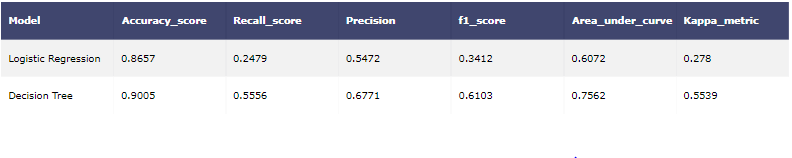 Model Accuracy_score Recall_score Precision f1_score Area_under_curve Kappa_metric
Logistic Regression 0.8657 0.2479 0.5472 0.3412 0.6072 0.278
Decision Tree 0.9005 0.5556 0.6771 0.6103 0.7562 0.5539